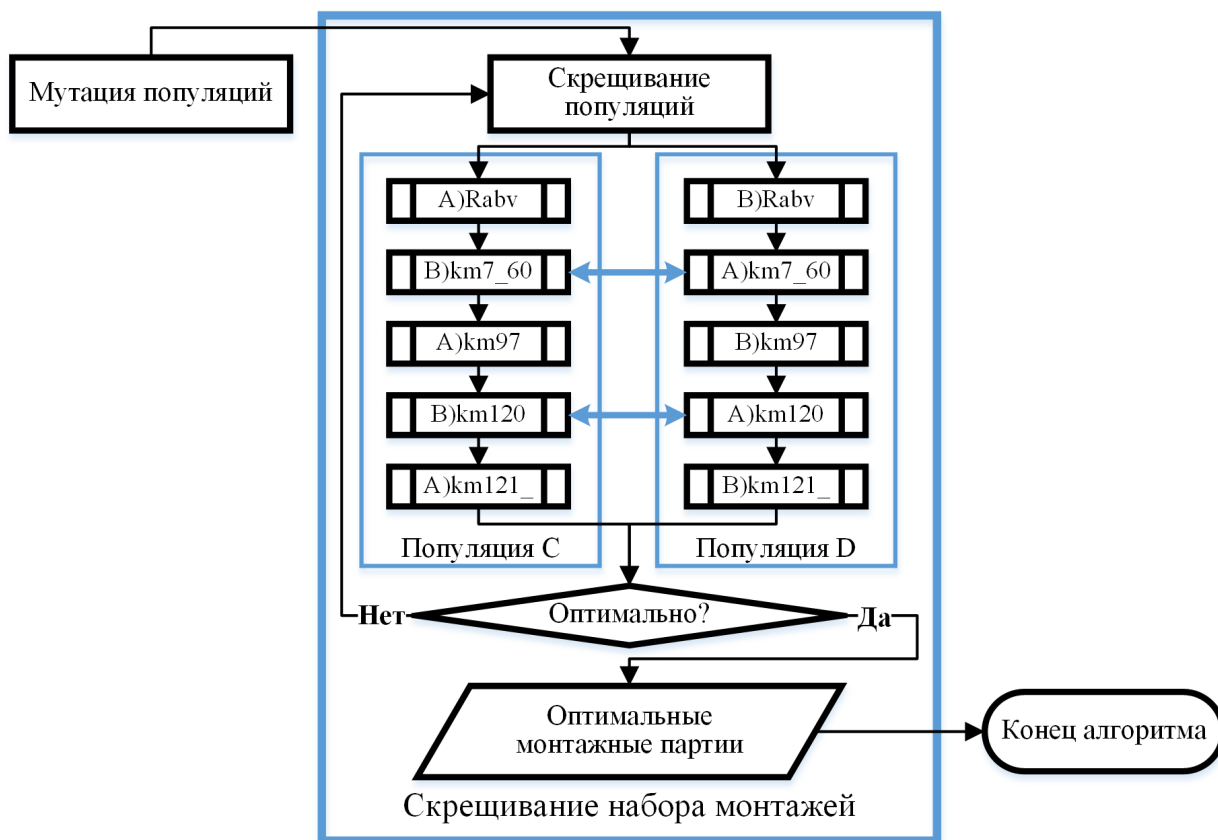 Мутация популяций
Скрещивание
популяций
A)Rabv
B)Rabv
B)km7_60
A)km7_60
A)km97
B)km97
B)km120
A)km120
A)km121_
B)km121_
Популяция C
Популяция D
Нет
Оптимально?
Да
Оптимальные
монтажные партии
Конец алгоритма
Скрещивание набора монтажей